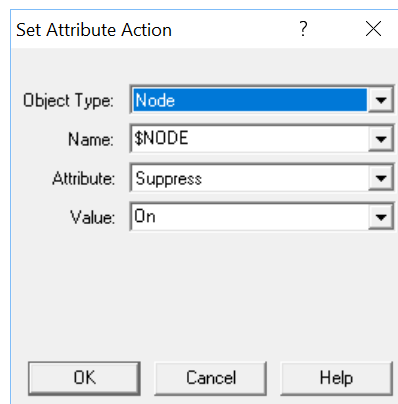 Set Attribute Action ?
Object Type: Node
Name: $NODE
Attribute: Suppress
Value: On
OK Cancel Help